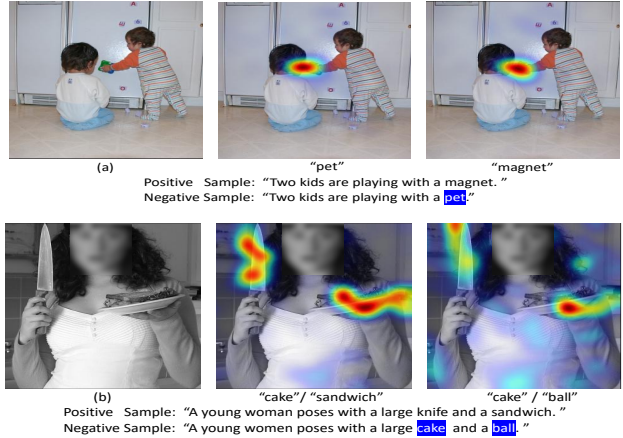 (a) “pet” “magnet”
Positive Sample: “Two kids are playing with a magnet. ”
Negative Sample: “Two kids are playing with a pet.”
(b) “cake”/ “sandwich” “cake” / “ball”
Positive Sample: “A young woman poses with a large knife and a sandwich. ”
Negative Sample: “A young women poses with a large cake and a ball. ”